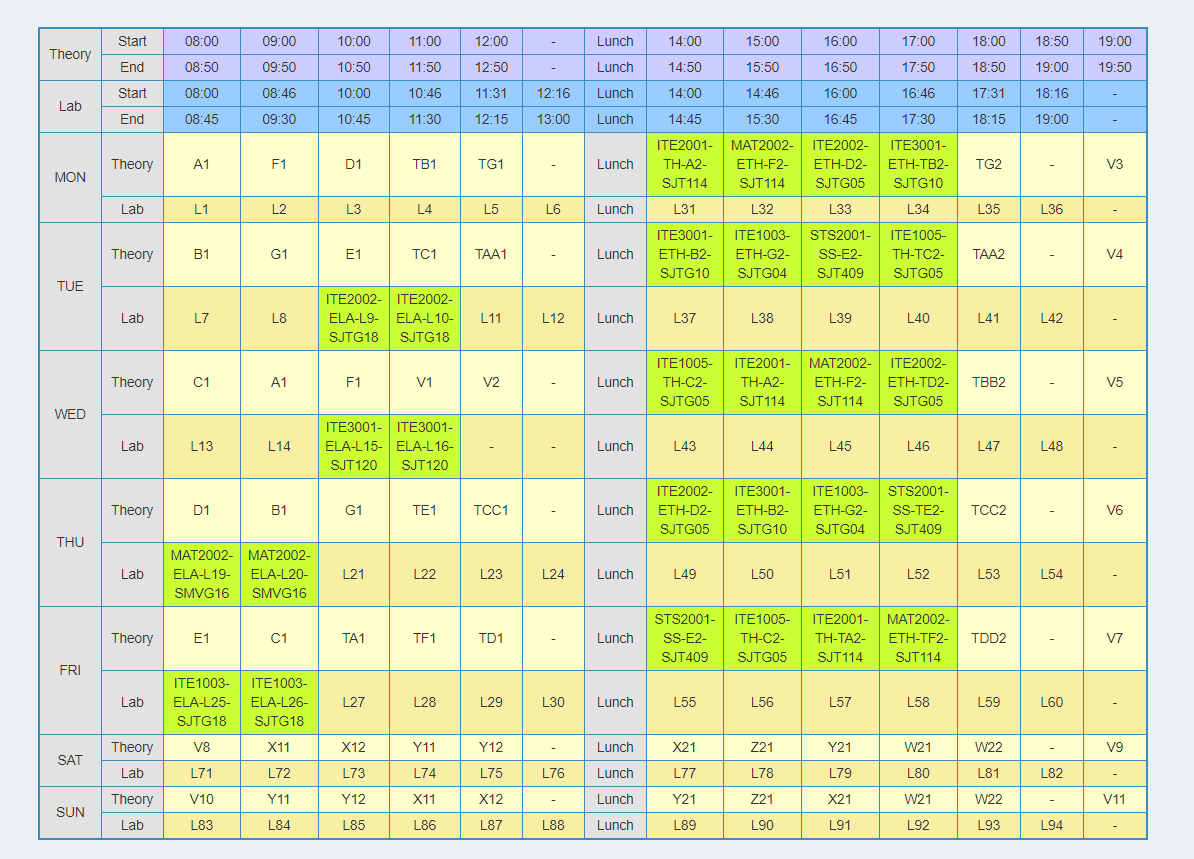 Theory Start 08:00 09:00 10:00 11:00 12:00 - Lunch 14:00 15:00 16:00 17:00 18:00 18:50 19:00
End 08:50 09:50 10:50 11:50 12:50 - Lunch 14:50 15:50 16:50 17:50 18:50 19:00 19:50
Lab Start 08:00 08:46 10:00 10:46 11:31 12:16 Lunch 14:00 14:46 16:00 16:46 17:31 18:16 -
End 08:45 09:30 10:45 11:30 12:15 13:00 Lunch 14:45 15:30 16:45 17:30 18:15 19:00 -
MON Theory A1 F1 D1 TB1 TG1 - Lunch ITE2001-TH-A2-SJT114 MAT2002-ETH-F2-SJT114 ITE2002-ETH-D2-SJTG05 ITE3001-ETH-TB2-SJTG10 TG2 - V3
Lab L1 L2 L3 L4 L5 L6 Lunch L31 L32 L33 L34 L35 L36 -
TUE Theory B1 G1 E1 TC1 TAA1 - Lunch ITE3001-ETH-B2-SJTG10 ITE1003-ETH-G2-SJTG04 STS2001-SS-E2-SJT409 ITE1005-TH-TC2-SJTG05 TAA2 - V4
Lab L7 L8 ITE2002-ELA-L9-SJTG18 ITE2002-ELA-L10-SJTG18 L11 L12 Lunch L37 L38 L39 L40 L41 L42 -
WED Theory C1 A1 F1 V1 V2 - Lunch ITE1005-TH-C2-SJTG05 ITE2001-TH-A2-SJT114 MAT2002-ETH-F2-SJT114 ITE2002-ETH-TD2-SJTG05 TBB2 - V5
Lab L13 L14 ITE3001-ELA-L15-SJT120 ITE3001-ELA-L16-SJT120 - - Lunch L43 L44 L45 L46 L47 L48 -
THU Theory D1 B1 G1 TE1 TCC1 - Lunch ITE2002-ETH-D2-SJTG05 ITE3001-ETH-B2-SJTG10 ITE1003-ETH-G2-SJTG04 STS2001-SS-TE2-SJT409 TCC2 - V6
Lab MAT2002-ELA-L19-SMVG16 MAT2002-ELA-L20-SMVG16 L21 L22 L23 L24 Lunch L49 L50 L51 L52 L53 L54 -
FRI Theory E1 C1 TA1 TF1 TD1 - Lunch STS2001-SS-E2-SJT409 ITE1005-TH-C2-SJTG05 ITE2001-TH-TA2-SJT114 MAT2002-ETH-TF2-SJT114 TDD2 - V7
Lab ITE1003-ELA-L25-SJTG18 ITE1003-ELA-L26-SJTG18 L27 L28 L29 L30 Lunch L55 L56 L57 L58 L59 L60 -
SAT Theory V8 X11 X12 Y11 Y12 - Lunch X21 Z21 Y21 W21 W22 - V9
Lab L71 L72 L73 L74 L75 L76 Lunch L77 L78 L79 L80 L81 L82 -
SUN Theory V10 Y11 Y12 X11 X12 - Lunch Y21 Z21 X21 W21 W22 - V11
Lab L83 L84 L85 L86 L87 L88 Lunch L89 L90 L91 L92 L93 L94 -